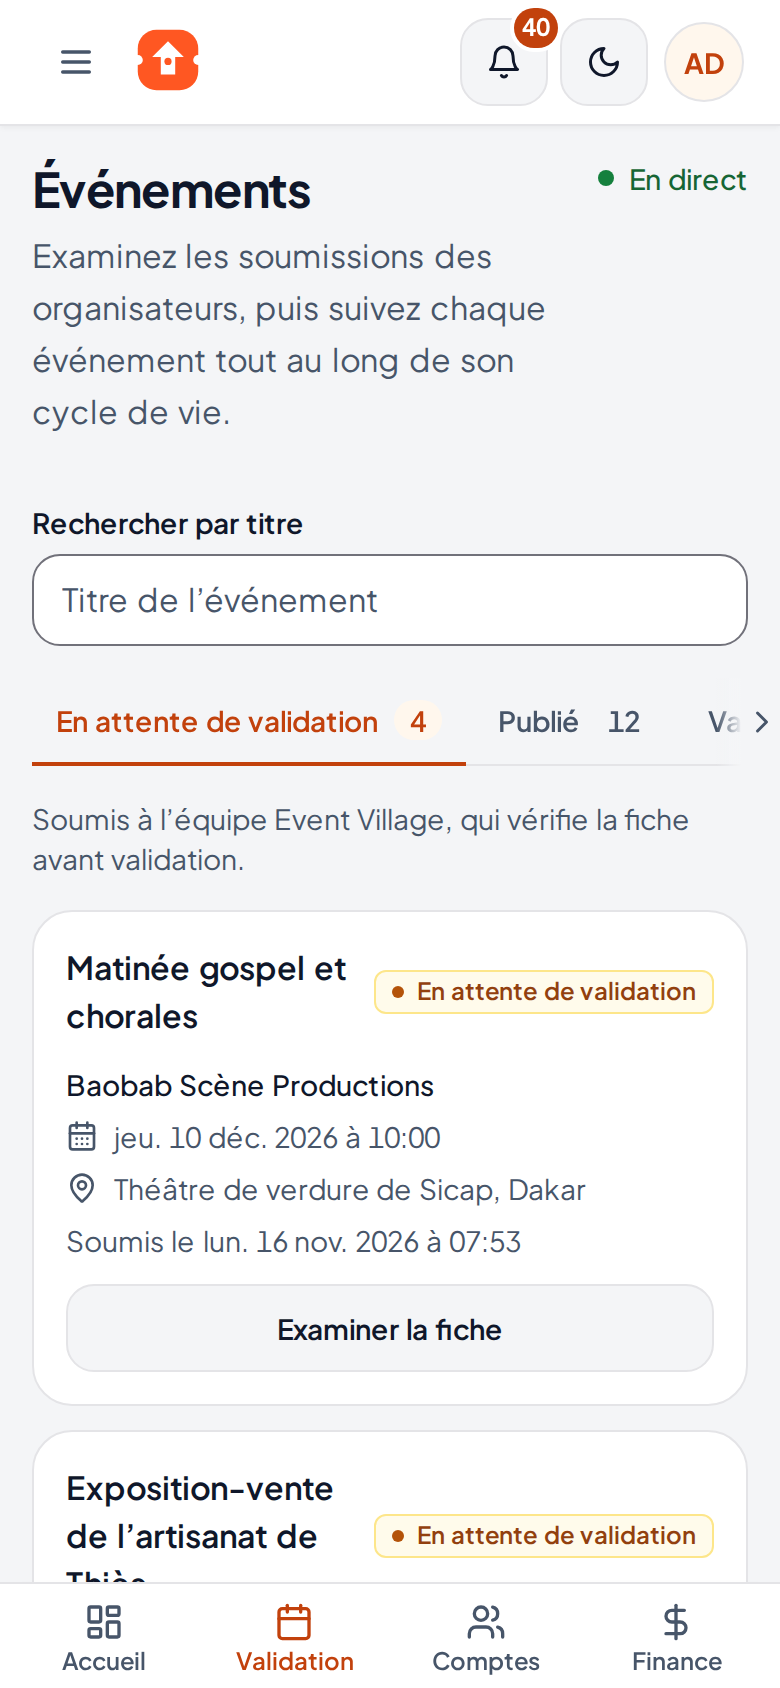 40
AD
Événements
En direct
Examinez les soumissions des
organisateurs, puis suivez chaque
événement tout au long de son
cycle de vie.
Rechercher par titre
Titre de l’événement
En attente de validation 4 Publié 12
Soumis à l’équipe Event Village, qui vérifie la fiche
avant validation.
Matinée gospel et
chorales
En attente de validation
Baobab Scène Productions
jeu. 10 déc. 2026 à 10:00
Théâtre de verdure de Sicap, Dakar
Soumis le lun. 16 nov. 2026 à 07:53
Examiner la fiche
Exposition-vente
de l’artisanat de
Thiès
En attente de validation
Accueil Validation Comptes Finance